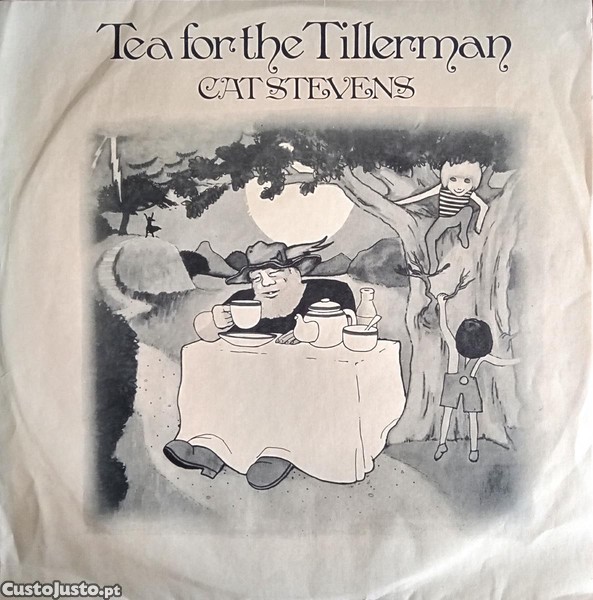 Tea for the Tillerman
CAT STEVENS
CustoJusto.pt